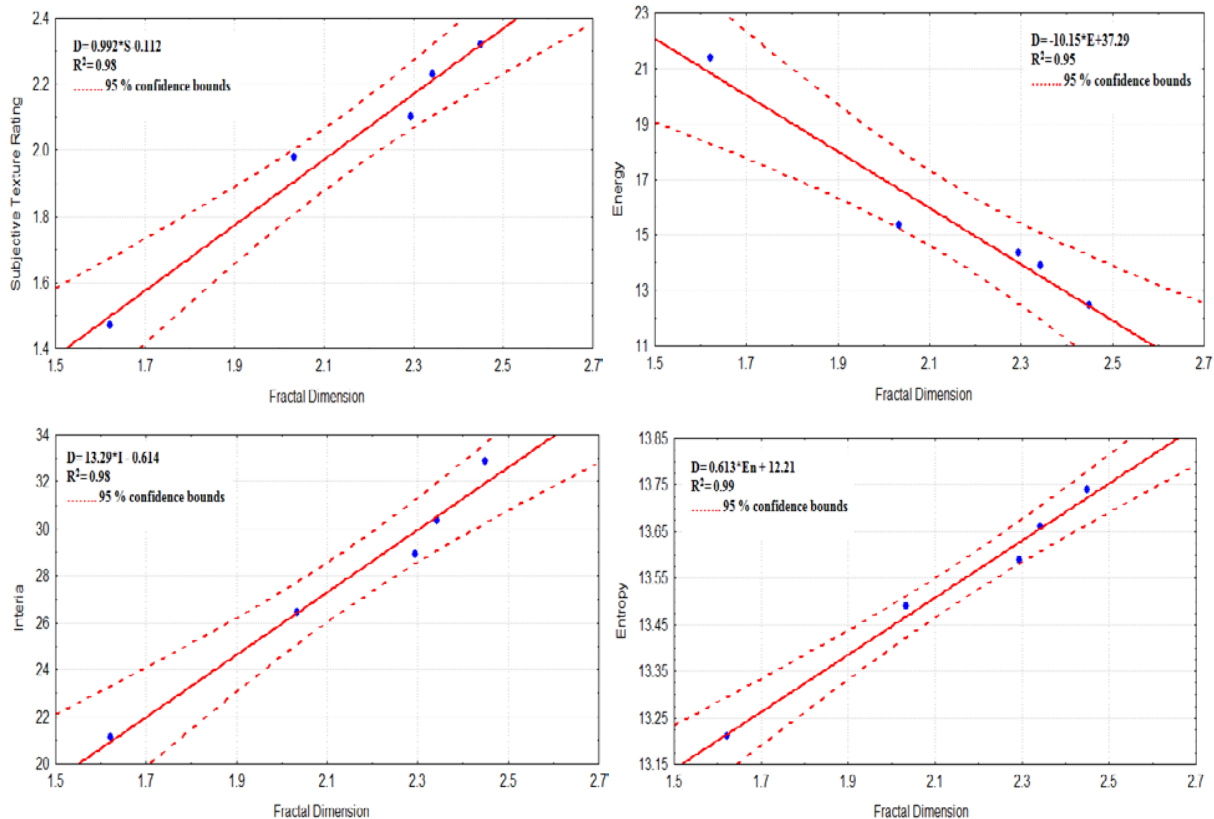 D= 0.992*S-0.112
R²= 0.98
....... 95 % confidence bounds
2.4
2.2
2.0
1.8
1.6
1.4
Subjective Texture Rating
1.5 1.7 1.9 2.1 2.3 2.5 2.7
Fractal Dimension
D= -10.15*E+37.29
R²= 0.95
....... 95 % confidence bounds
23
21
19
17
15
13
11
Energy
1.5 1.7 1.9 2.1 2.3 2.5 2.7
Fractal Dimension
D= 13.29*I - 0.614
R²= 0.98
....... 95 % confidence bounds
34
32
30
28
26
24
22
20
Interia
1.5 1.7 1.9 2.1 2.3 2.5 2.7
Fractal Dimension
D= 0.613*En + 12.21
R²= 0.99
....... 95 % confidence bounds
13.85
13.75
13.65
13.55
13.45
13.35
13.25
13.15
Entropy
1.5 1.7 1.9 2.1 2.3 2.5 2.7
Fractal Dimension